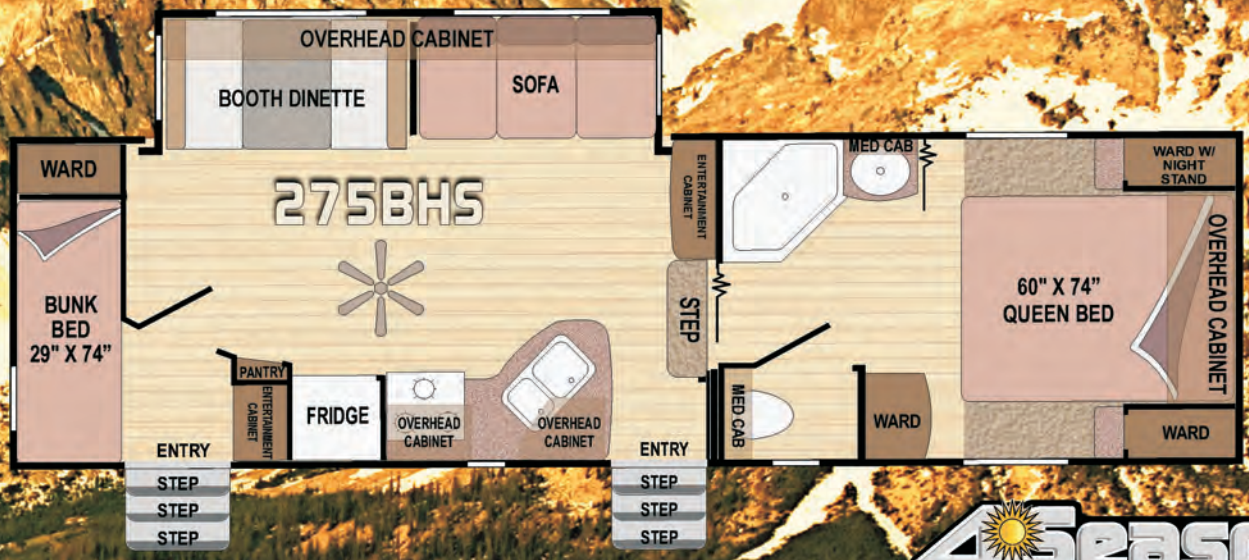 OVERHEAD CABINET
BOOTH DINETTE
SOFA
WARD
275BHS
ENTERTAINMENT
CABINET
MED CAB
WARD W/
NIGHT
STAND
BUNK
BED
29" X 74”
STEP
60" X 74”
QUEEN BED
OVERHEAD CABINET
PANTRY
ENTERTAINMENT
CABINET
FRIDGE
OVERHEAD
CABINET
OVERHEAD
CABINET
MED CAB
WARD
WARD
ENTRY
STEP
STEP
STEP
ENTRY
STEP
STEP
STEP
4 Seas